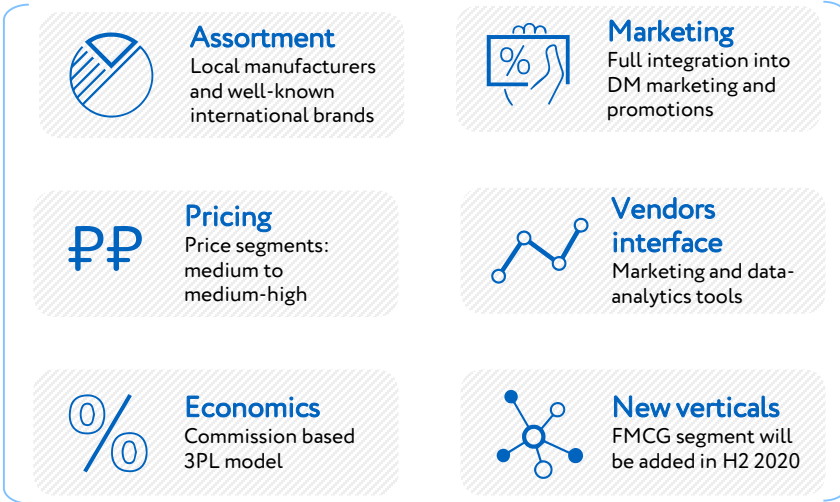 Assortment
Local manufacturers
and well-known
international brands
%
Marketing
Full integration into
DM marketing and
promotions
₽₽
Pricing
Price segments:
medium to
medium-high
Vendors
interface
Marketing and data-
analytics tools
%
Economics
Commission based
3PL model
New verticals
FMCG segment will
be added in H2 2020